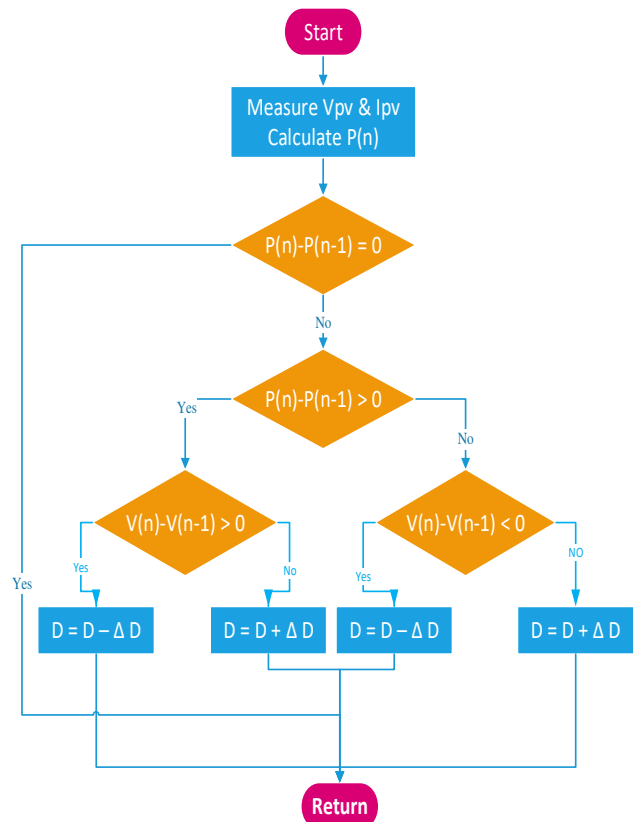 Start
Measure Vpv & Ipv
Calculate P(n)
P(n)-P(n-1) = 0
No
P(n)-P(n-1) > 0
Yes
No
V(n)-V(n-1) > 0
V(n)-V(n-1) < 0
Yes
No
Yes
NO
Yes
D = D – Δ D
D = D + Δ D
D = D – Δ D
D = D + Δ D
Return